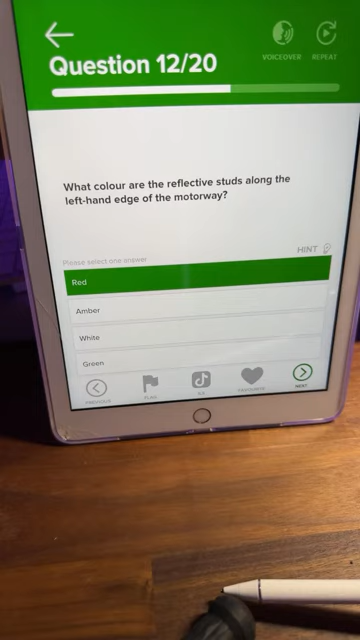 Question 12/20
VOICEOVER
REPEAT
What colour are the reflective studs along the
left-hand edge of the motorway?
HINT
Please select one answer
Red
Amber
White
Green
PREVIOUS
FLAG
FAVOURITE
NEXT